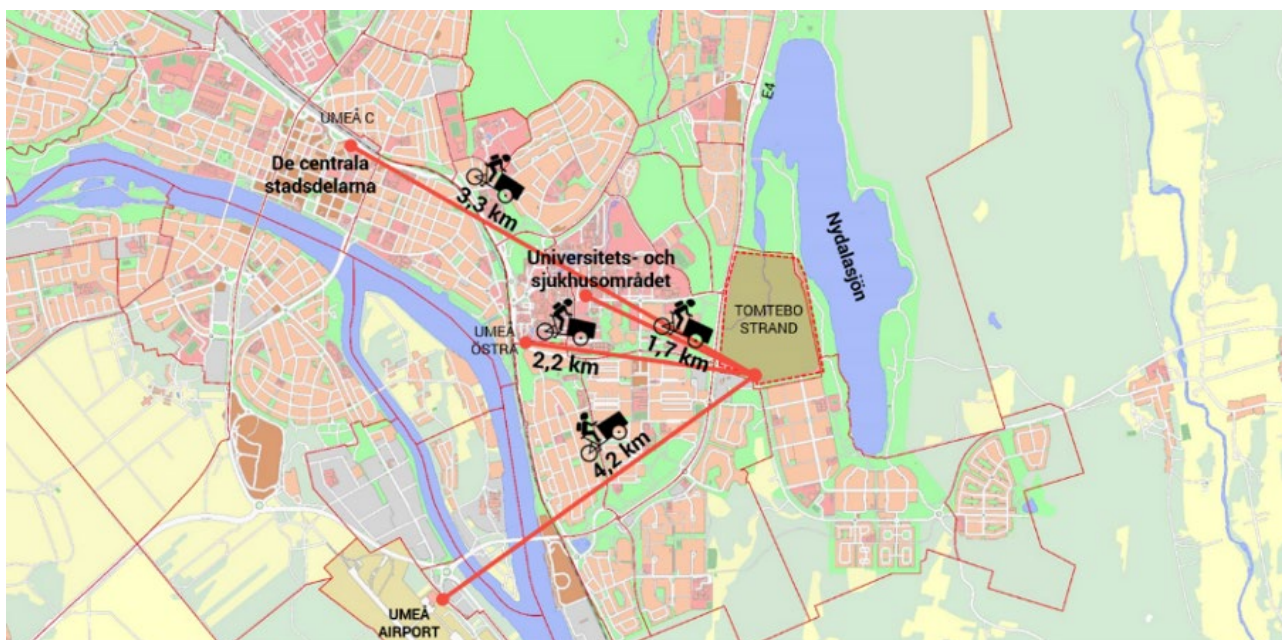 UMEÅ C
De centrala
stadsdelarna
3,3 km
E4
Nydalasjön
Universitets- och
sjukhusområdet
TOMTEBO
STRAND
UMEÅ
ÖSTRA
2,2 km
1,7 km
4,2 km
UMEÅ
AIRPORT